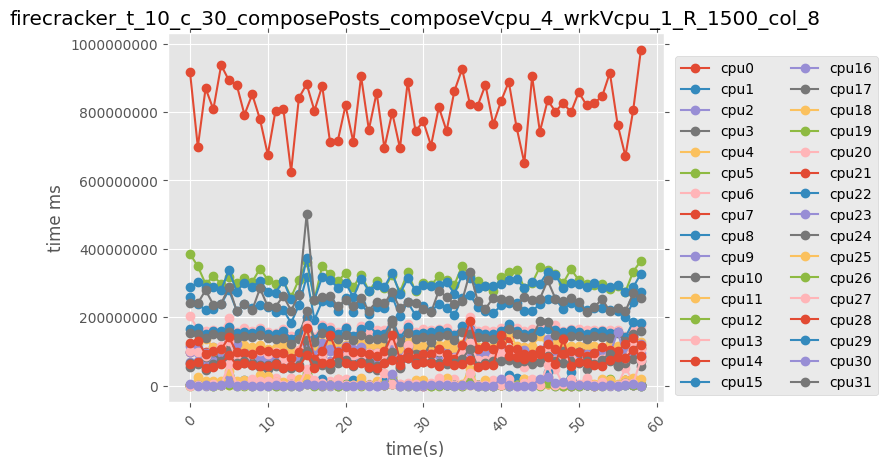 firecracker_t_10_c_30_composePosts_composeVcpu_4_wrkVcpu_1_R_1500_col_8
1000000000
800000000
600000000
400000000
200000000
0
time ms
0
10
20
30
40
50
60
time(s)
cpu0
cpu1
cpu2
cpu3
cpu4
cpu5
cpu6
cpu7
cpu8
cpu9
cpu10
cpu11
cpu12
cpu13
cpu14
cpu15
cpu16
cpu17
cpu18
cpu19
cpu20
cpu21
cpu22
cpu23
cpu24
cpu25
cpu26
cpu27
cpu28
cpu29
cpu30
cpu31